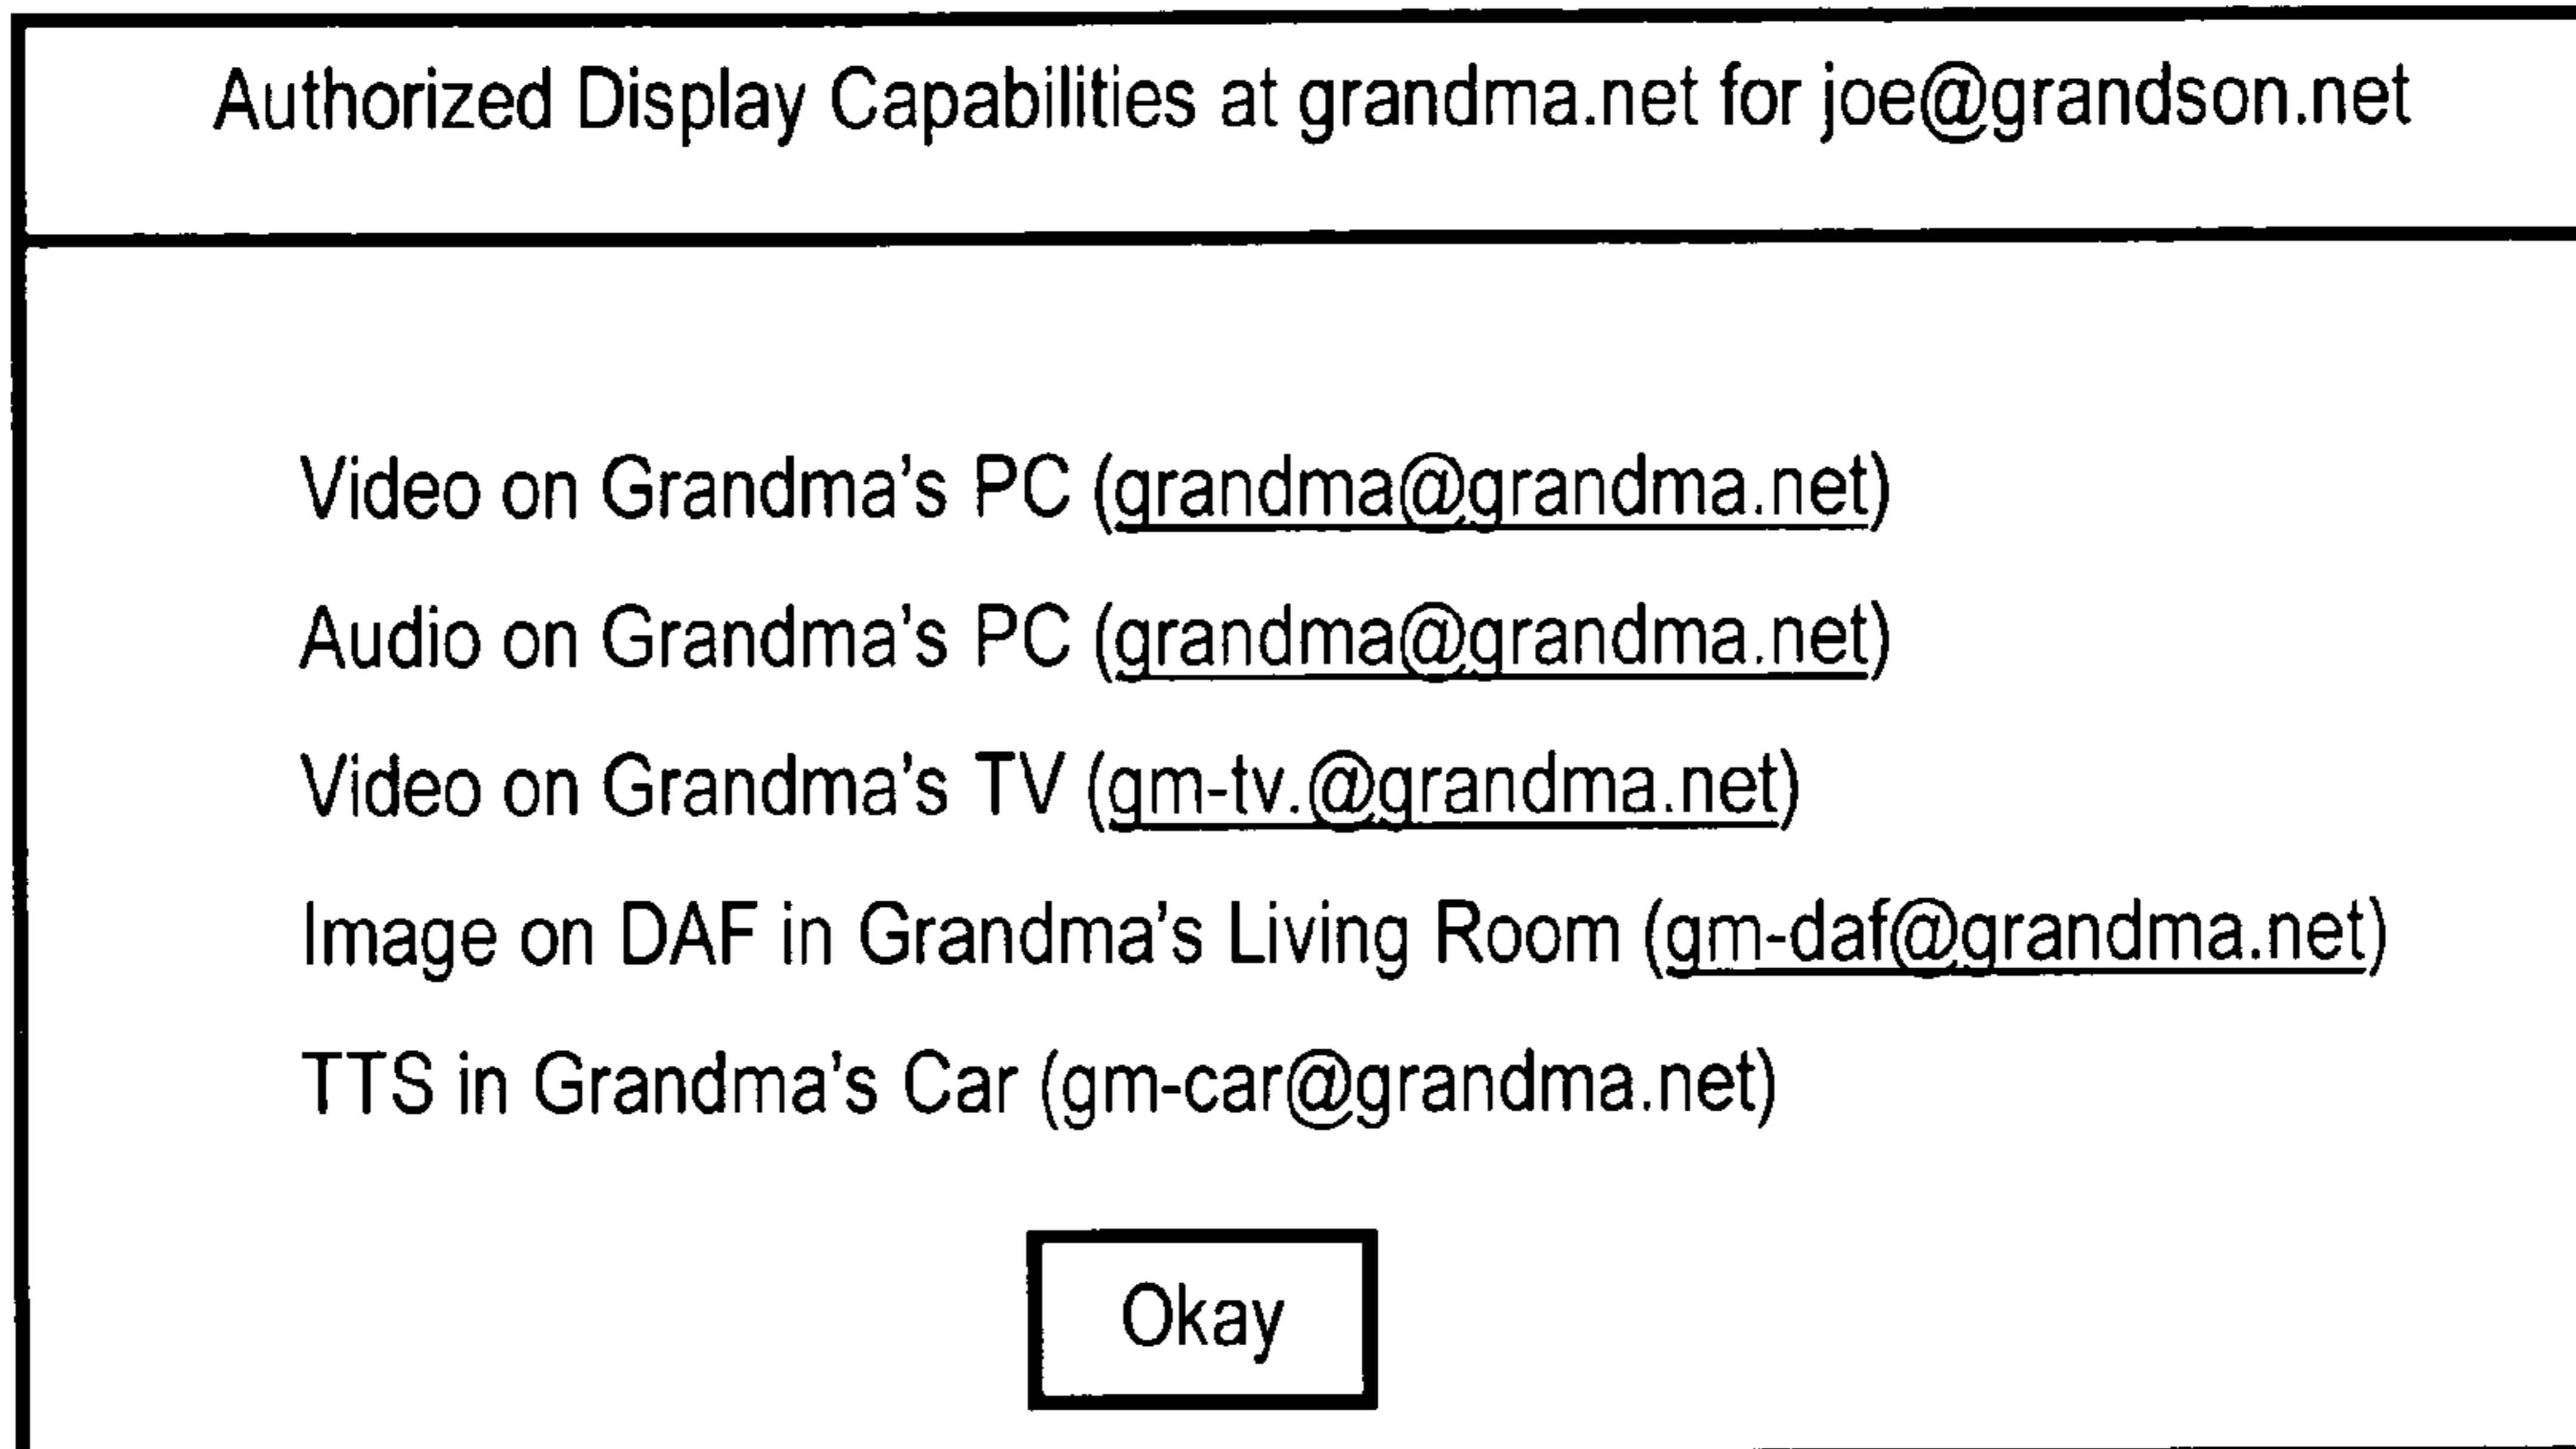 Authorized Display Capabilities at grandma.net for joe@grandson.net
Video on Grandma's PC (grandma@grandma.net)
Audio on Grandma's PC (grandma@grandma.net)
Video on Grandma's TV (gm-tv.@grandma.net)
Image on DAF in Grandma's Living Room (gm-daf@grandma.net)
TTS in Grandma's Car (gm-car@grandma.net)
Okay